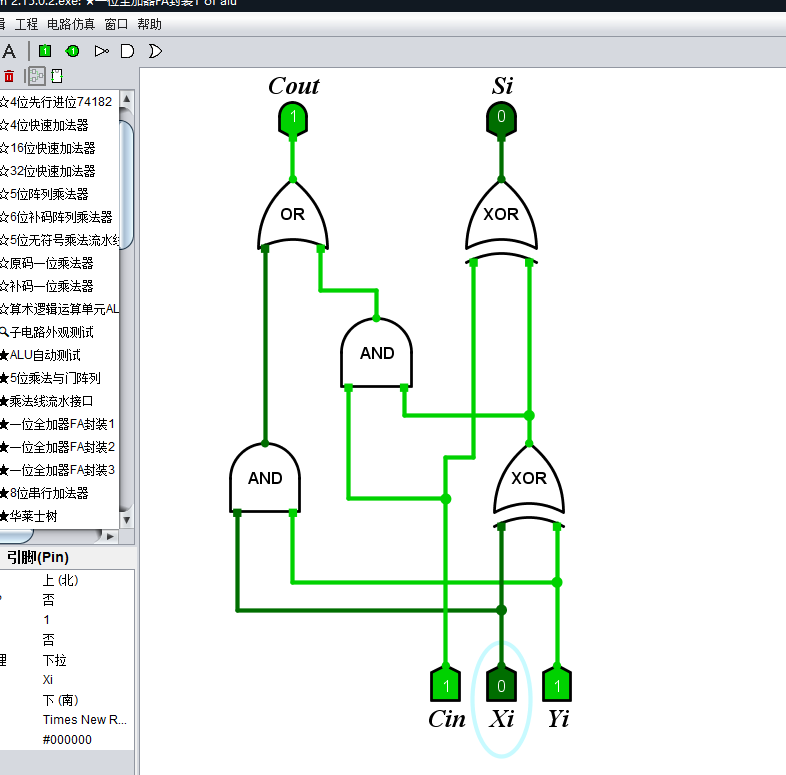 m 2.15.0.2.exe: ★一位全加器FA封装1 of alu
辑 工程 电路仿真 窗口 帮助
A
1
1
☆4位先行进位74182
☆4位快速加法器
☆16位快速加法器
☆32位快速加法器
☆5位阵列乘法器
☆6位补码阵列乘法器
☆5位无符号乘法流水线
☆原码一位乘法器
☆补码一位乘法器
☆算术逻辑运算单元AL
子电路外观测试
★ALU自动测试
★5位乘法与门阵列
★乘法线流水接口
★一位全加器FA封装1
★一位全加器FA封装2
★一位全加器FA封装3
★8位串行加法器
★华莱士树
引脚(Pin)
上 (北)
?
否
1
否
理
下拉
Xi
下 (南)
Times New R...
#000000
Cout
Si
1
0
OR
XOR
AND
AND
XOR
1
0
1
Cin
Xi
Yi